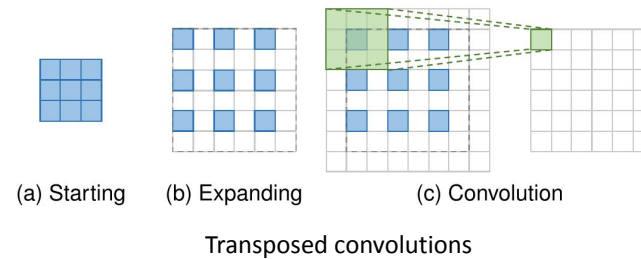 (a) Starting (b) Expanding (c) Convolution
Transposed convolutions